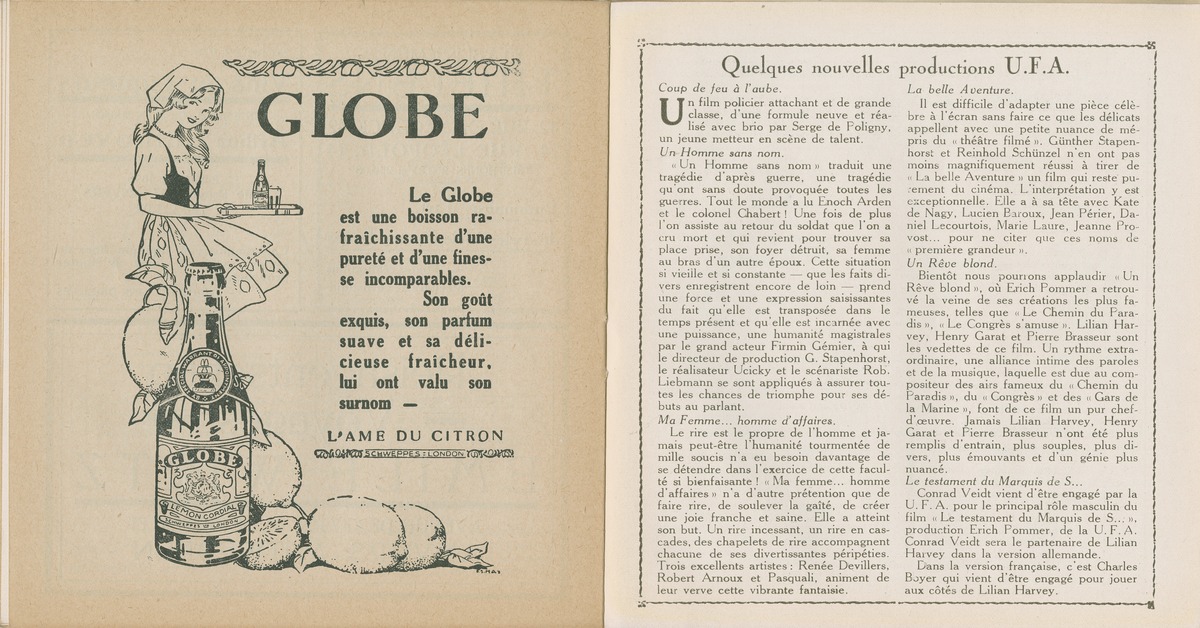 GLOBE
Le Globe
est une boisson ra-
fraîchissante d'une
pureté et d'une fines-
se incomparables.
Son goût
exquis, son parfum
suave et sa déli-
cieuse fraîcheur,
lui ont valu son
surnom —
L'AME DU CITRON
SCHWEPPES=LONDON
GLOBE
LEMON CORDIAL
SCHWEPPES LONDON
Quelques nouvelles productions U.F.A.
Coup de feu à l'aube.
Un film policier attachant et de grande
classe, d'une formule neuve et réa-
lisé avec brio par Serge de Poligny,
un jeune metteur en scène de talent.
Un Homme sans nom.
« Un Homme sans nom » traduit une
tragédie d'après guerre, une tragédie
qu'ont sans doute provoquée toutes les
guerres. Tout le monde a lu Enoch Arden
et le colonel Chabert ! Une fois de plus
l'on assiste au retour du soldat que l'on a
cru mort et qui revient pour trouver sa
place prise, son foyer détruit, sa femme
au bras d'un autre époux. Cette situation
si vieille et si constante — que les faits di-
vers enregistrent encore de loin — prend
une force et une expression saisissantes
du fait qu'elle est transposée dans le
temps présent et qu'elle est incarnée avec
une puissance, une humanité magistrales
par le grand acteur Firmin Gémier, à qui
le directeur de production G. Stapenhorst,
le réalisateur Ucicky et le scénariste Rob.
Liebmann se sont appliqués à assurer tou-
tes les chances de triomphe pour ses dé-
buts au parlant.
Ma Femme... homme d'affaires.
Le rire est le propre de l'homme et ja-
mais peut-être l'humanité tourmentée de
mille soucis n'a eu besoin davantage de
se détendre dans l'exercice de cette facul-
té si bienfaisante ! « Ma femme... homme
d'affaires » n'a d'autre prétention que de
faire rire, de soulever la gaîté, de créer
une joie franche et saine. Elle a atteint
son but. Un rire incessant, un rire en cas-
cades, des chapelets de rire accompagnent
chacune de ses divertissantes péripéties.
Trois excellents artistes : Renée Devillers,
Robert Arnoux et Pasquali, animent de
leur verve cette vibrante fantaisie.
La belle Aventure.
Il est difficile d'adapter une pièce célè-
bre à l'écran sans faire ce que les délicats
appellent avec une petite nuance de mé-
pris du « théâtre filmé ». Günther Stapen-
horst et Reinhold Schünzel n'en ont pas
moins magnifiquement réussi à tirer de
« La belle Aventure » un film qui reste pu-
rement du cinéma. L'interprétation y est
exceptionnelle. Elle a à sa tête avec Kate
de Nagy, Lucien Baroux, Jean Périer, Da-
niel Lecourtois, Marie Laure, Jeanne Pro-
vost... pour ne citer que ces noms de
« première grandeur ».
Un Rêve blond.
Bientôt nous pourrons applaudir « Un
Rêve blond », où Erich Pommer a retrou-
vé la veine de ses créations les plus fa-
meuses, telles que « Le Chemin du Para-
dis », « Le Congrès s'amuse ». Lilian Har-
vey, Henry Garat et Pierre Brasseur sont
les vedettes de ce film. Un rythme extra-
ordinaire, une alliance intime des paroles
et de la musique, laquelle est due au com-
positeur des airs fameux du « Chemin du
Paradis », du « Congrès » et des « Gars de
la Marine », font de ce film un pur chef-
d'œuvre. Jamais Lilian Harvey, Henry
Garat et Pierre Brasseur n'ont été plus
remplis d'entrain, plus souples, plus di-
vers, plus émouvants et d'un génie plus
nuancé.
Le testament du Marquis de S...
Conrad Veidt vient d'être engagé par la
U. F. A. pour le principal rôle masculin du
film « Le testament du Marquis de S... »,
production Erich Pommer, de la U. F. A.
Conrad Veidt sera le partenaire de Lilian
Harvey dans la version allemande.
Dans la version française, c'est Charles
Boyer qui vient d'être engagé pour jouer
aux côtés de Lilian Harvey.